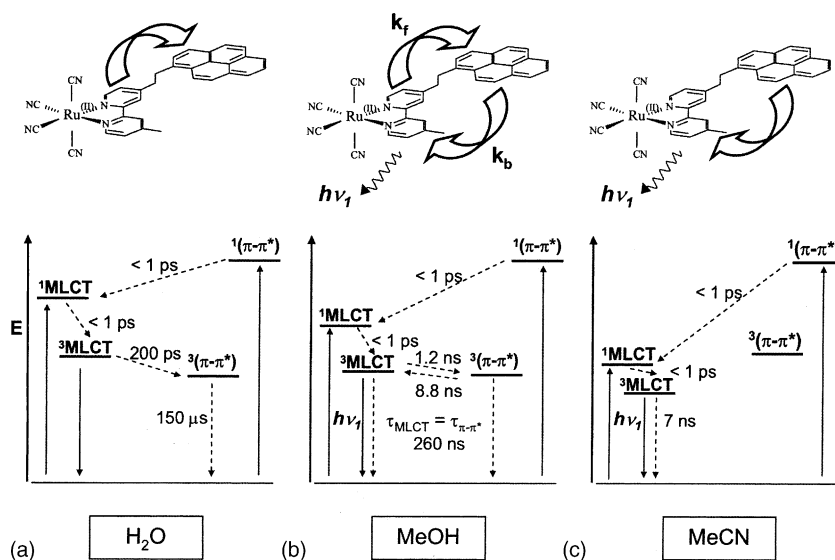 CN
NC
NC
Ru
(II)
N
N
CN
k_f
CN
NC
NC
Ru
(II)
N
N
CN
k_b
hν₁
CN
NC
NC
Ru
(II)
N
N
CN
hν₁
E
¹(π-π*)
< 1 ps
¹MLCT
< 1 ps
³MLCT
200 ps
³(π-π*)
150 μs
(a)
H₂O
¹(π-π*)
< 1 ps
¹MLCT
< 1 ps
³MLCT
1.2 ns
³(π-π*)
8.8 ns
hν₁
τ_MLCT = τ_π-π*
260 ns
(b)
MeOH
¹(π-π*)
< 1 ps
¹MLCT
³(π-π*)
< 1 ps
³MLCT
hν₁
7 ns
(c)
MeCN